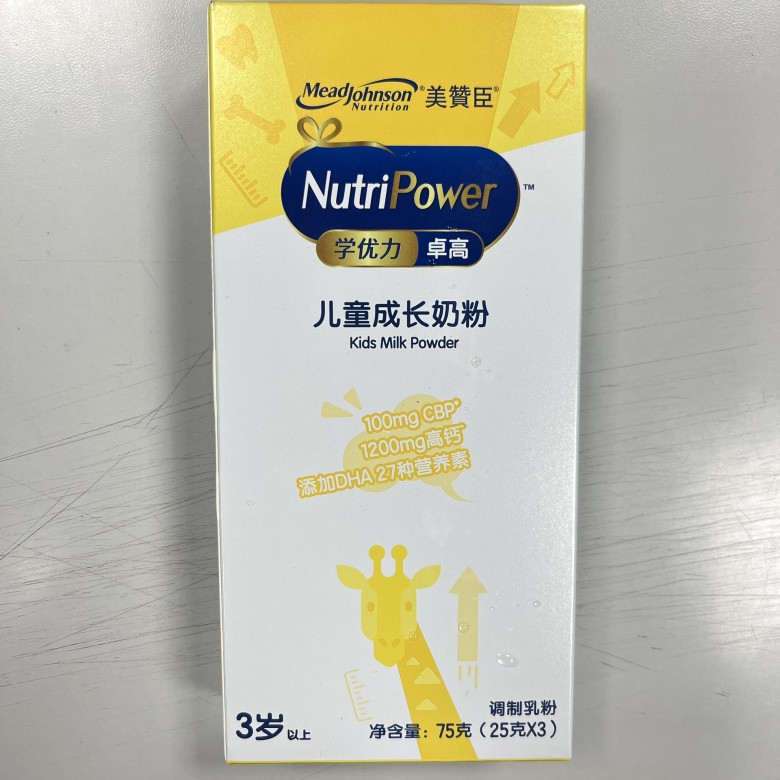 MeadJohnson® 美贊臣®
Nutrition
NutriPower™
学优力 卓高
儿童成长奶粉
Kids Milk Powder
100mg CBP*
1200mg高钙*
添加DHA 27种营养素
调制乳粉
3岁以上 净含量：75克（25克X3）